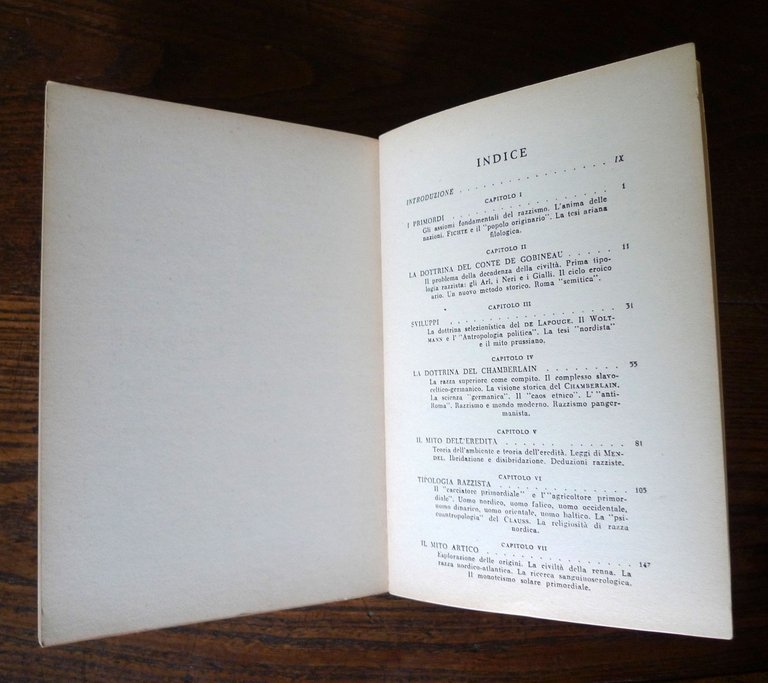 INDICE
INTRODUZIONE . . . . . . . . . . . . . . . IX
CAPITOLO I
I PRIMORDI . . . . . . . . . . . . . . . 1
Gli assiomi fondamentali del razzismo. L'anima delle
nazioni. FICHTE e il "popolo originario". La tesi ariana
filologica.
CAPITOLO II
LA DOTTRINA DEL CONTE DE GOBINEAU . . . . . 11
Il problema della decadenza della civiltà. Prima tipo-
logia razzista: gli Arî, i Neri e i Gialli. Il ciclo eroico
ario. Un nuovo metodo storico. Roma "semitica".
CAPITOLO III
SVILUPPI . . . . . . . . . . . . . . . 31
La dottrina selezionistica del DE LAPOUGE. Il WOLT-
MANN e l' "Antropologia politica". La tesi "nordista"
e il mito prussiano.
CAPITOLO IV
LA DOTTRINA DEL CHAMBERLAIN . . . . . . . . 55
La razza superiore come compito. Il complesso slavo-
celtico-germanico. La visione storica del CHAMBERLAIN.
La scienza "germanica". Il "caos etnico". L' "anti-
Roma". Razzismo e mondo moderno. Razzismo panger-
manista.
CAPITOLO V
IL MITO DELL'EREDITA . . . . . . . . . . . 81
Teoria dell'ambiente e teoria dell'eredità. Leggi di MEN-
DEL. Ibridazione e disibridazione. Deduzioni razziste.
CAPITOLO VI
TIPOLOGIA RAZZISTA . . . . . . . . . . . . 105
Il "cacciatore primordiale" e l'"agricoltore primor-
diale". Uomo nordico, uomo falico, uomo occidentale,
uomo dinarico, uomo orientale, uomo baltico. La "psi-
coantropologia" del CLAUSS. La religiosità di razza
nordica.
CAPITOLO VII
IL MITO ARTICO . . . . . . . . . . . . . 147
Esplorazione delle origini. La civiltà della renna. La
razza nordico-atlantica. La ricerca sanguinoserologica.
Il monoteismo solare primordiale.